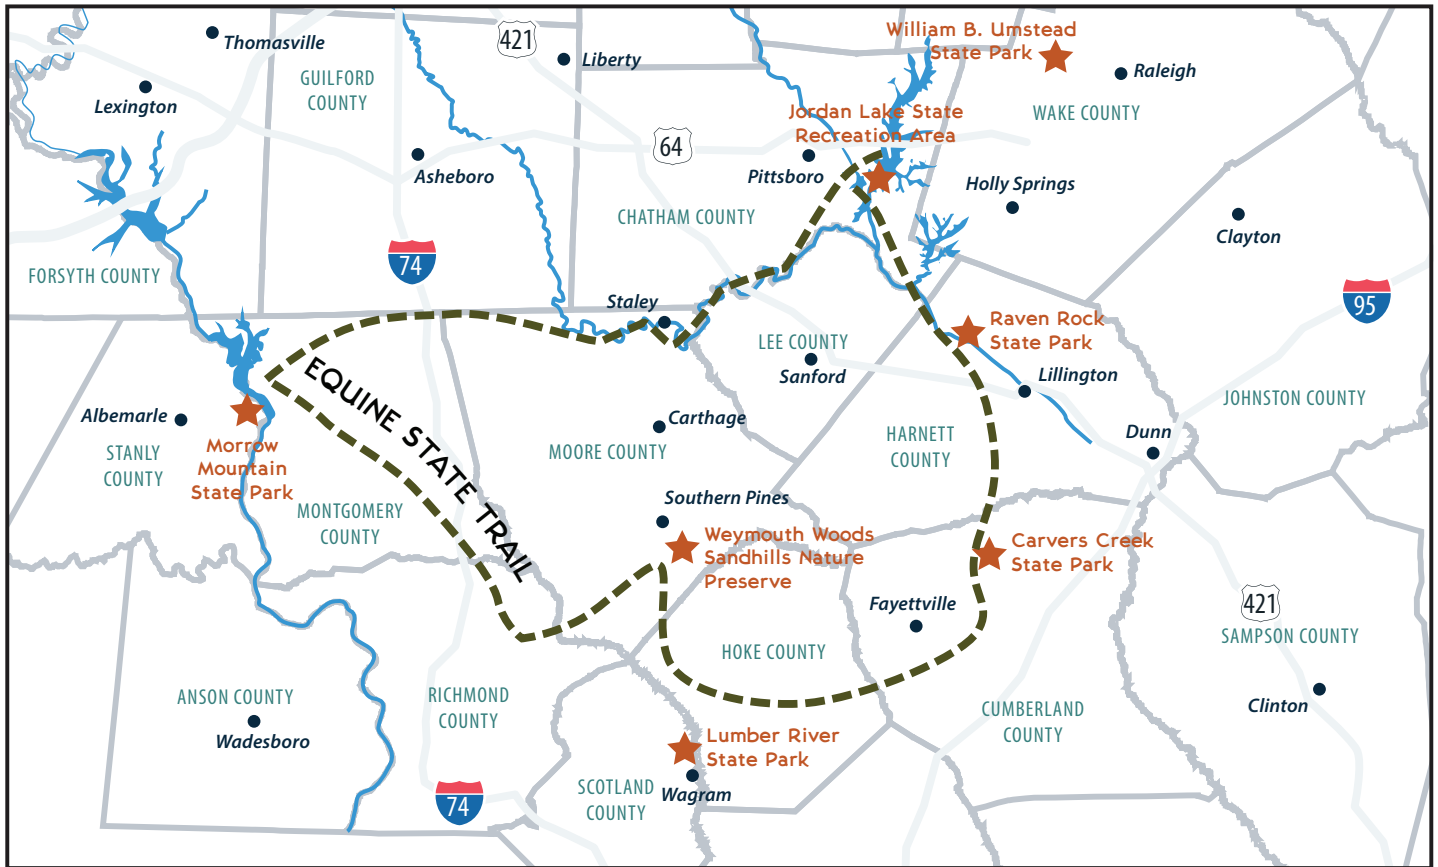 William B. Umstead
State Park
421
Thomasville
Liberty
Raleigh
GUILFORD
COUNTY
Lexington
Jordan Lake State
Recreation Area
WAKE COUNTY
64
Asheboro
Pittsboro
Holly Springs
CHATHAM COUNTY
Clayton
74
FORSYTH COUNTY
95
Staley
Raven Rock
State Park
LEE COUNTY
Sanford
Lillington
EQUINE STATE TRAIL
JOHNSTON COUNTY
Albemarle
Carthage
Dunn
Morrow
Mountain
State Park
STANLY
COUNTY
MOORE COUNTY
HARNETT
COUNTY
Southern Pines
MONTGOMERY
COUNTY
Weymouth Woods
Sandhills Nature
Preserve
Carvers Creek
State Park
Fayettville
421
SAMPSON COUNTY
HOKE COUNTY
ANSON COUNTY
RICHMOND
COUNTY
Clinton
CUMBERLAND
COUNTY
Wadesboro
Lumber River
State Park
SCOTLAND
COUNTY
Wagram
74